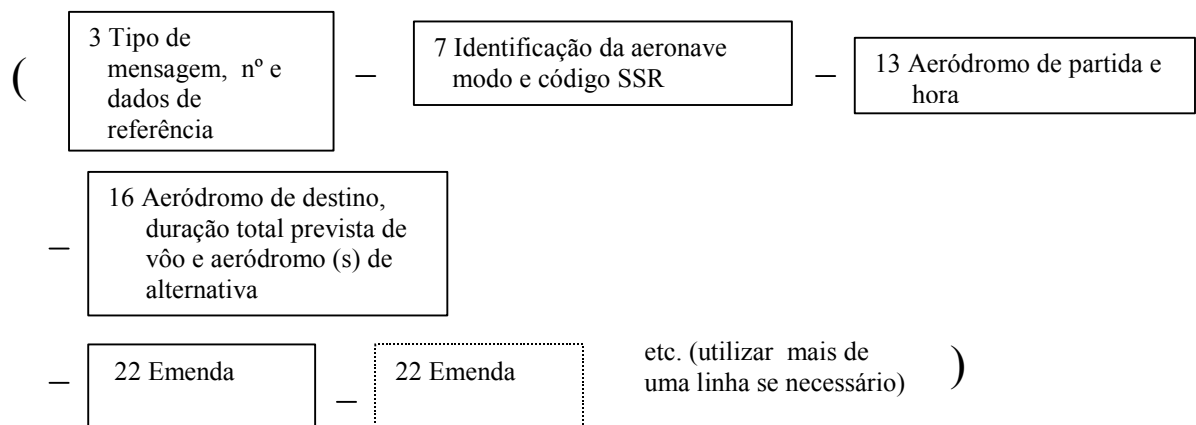 (
3 Tipo de
mensagem, nº e
dados de
referência
–
7 Identificação da aeronave
modo e código SSR
–
13 Aeródromo de partida e
hora
–
16 Aeródromo de destino,
duração total prevista de
vôo e aeródromo (s) de
alternativa
–
22 Emenda
–
22 Emenda
etc. (utilizar mais de
uma linha se necessário)
)